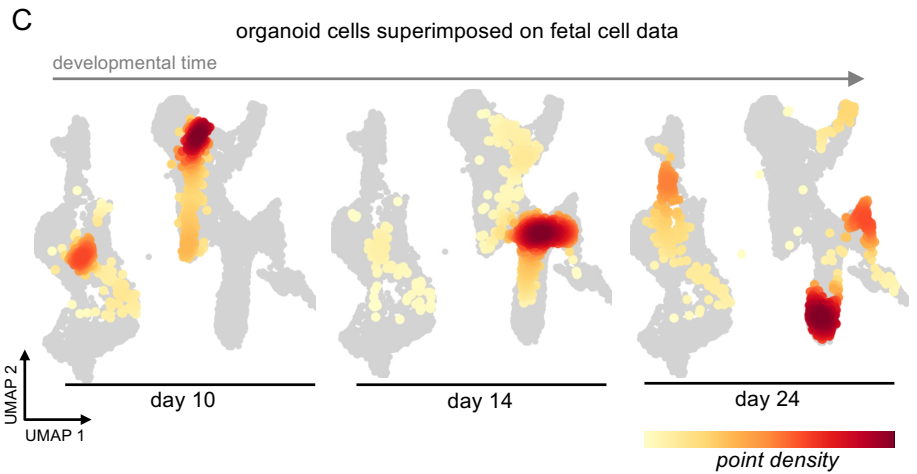 C
organoid cells superimposed on fetal cell data
developmental time
day 10
day 14
day 24
UMAP 2
UMAP 1
point density